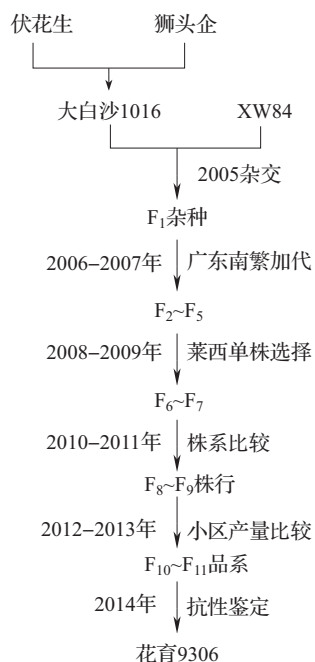 伏花生 狮头企
大白沙1016 XW84
2005杂交
F₁杂种
2006–2007年 广东南繁加代
F₂~F₅
2008–2009年 莱西单株选择
F₆~F₇
2010–2011年 株系比较
F₈~F₉株行
2012–2013年 小区产量比较
F₁₀~F₁₁品系
2014年 抗性鉴定
花育9306